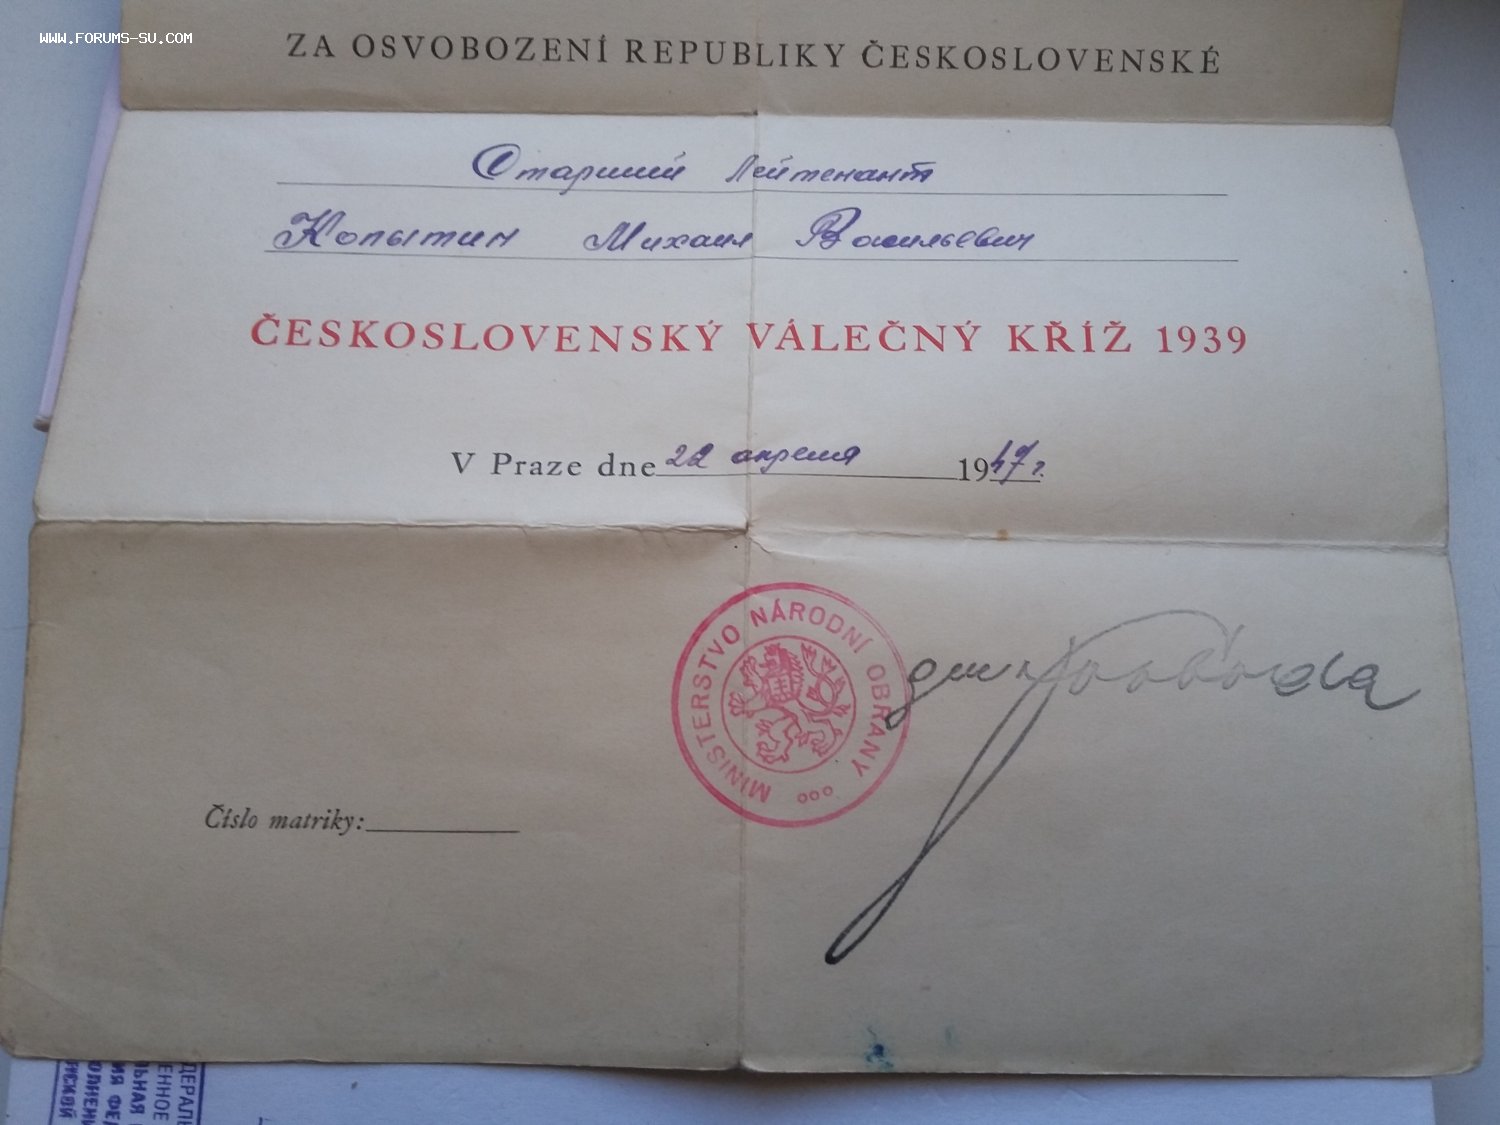 WWW.FORUMS-SU.COM
ZA OSVOBOZENÍ REPUBLIKY ČESKOSLOVENSKÉ
Старший лейтенант
Копытин Михаил Васильевич
ČESKOSLOVENSKÝ VÁLEČNÝ KŘÍŽ 1939
V Praze dne 22 апреля 1947 г.
MINISTERSTVO NÁRODNÍ OBRANY
Svoboda
Číslo matriky: